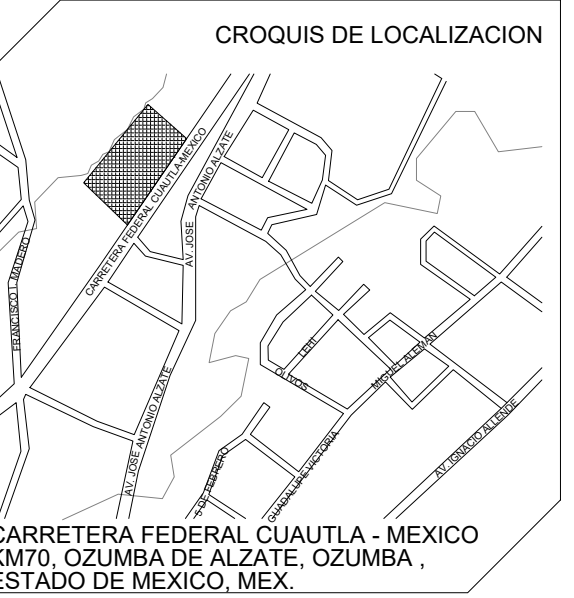 CROQUIS DE LOCALIZACION
CARRETERA FEDERAL CUAUTLA-MEXICO
AV. JOSE ANTONIO ALZATE
FRANCISCO I. MADERO
LEHI
OLIVOS
MIGUEL ALEMAN
AV. JOSE ANTONIO ALZATE
5 DE FEBRERO
GUADALUPE VICTORIA
AV. IGNACIO ALLENDE
CARRETERA FEDERAL CUAUTLA - MEXICO
KM70, OZUMBA DE ALZATE, OZUMBA ,
ESTADO DE MEXICO, MEX.